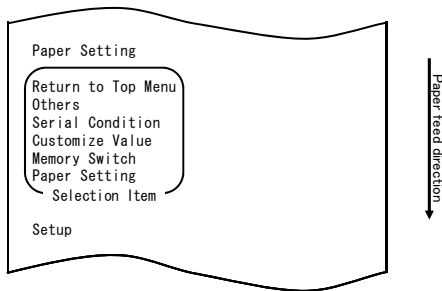 Paper Setting
Return to Top Menu
Others
Serial Condition
Customize Value
Memory Switch
Paper Setting
Selection Item
Setup
Paper feed direction